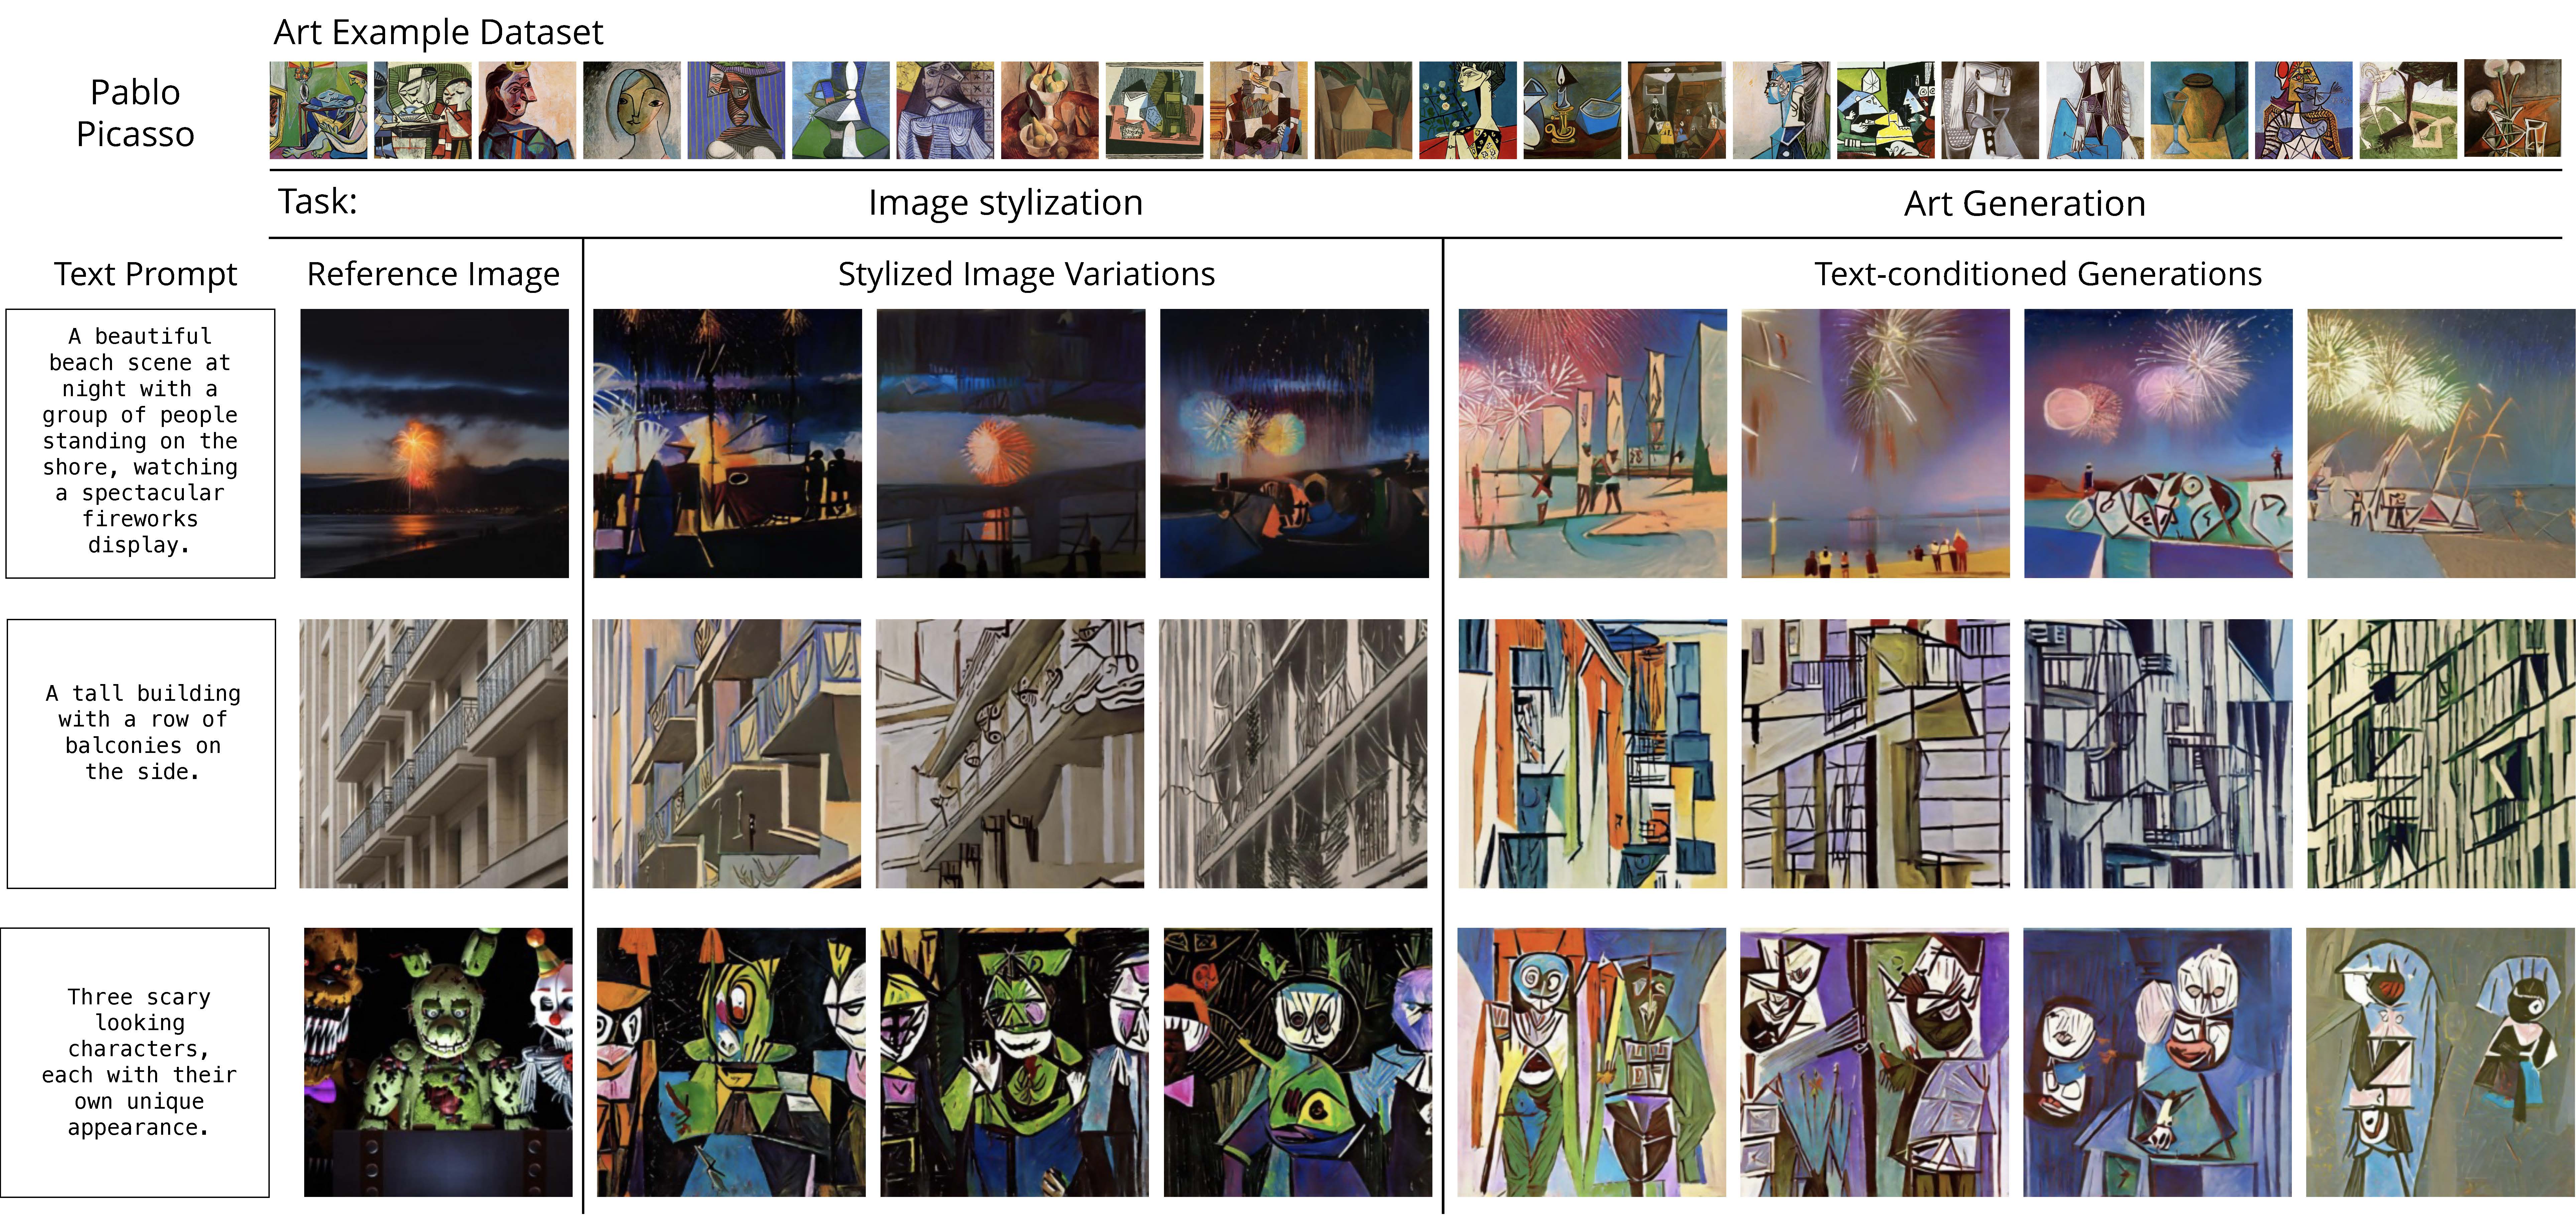 Art Example Dataset
Pablo
Picasso
Task:
Image stylization
Art Generation
Text Prompt
Reference Image
Stylized Image Variations
Text-conditioned Generations
A beautiful
beach scene at
night with a
group of people
standing on the
shore, watching
a spectacular
fireworks
display.
A tall building
with a row of
balconies on
the side.
Three scary
looking
characters,
each with their
own unique
appearance.